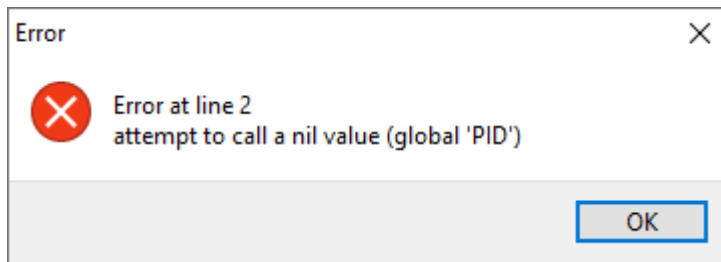 Error
Error at line 2
attempt to call a nil value (global 'PID')
OK